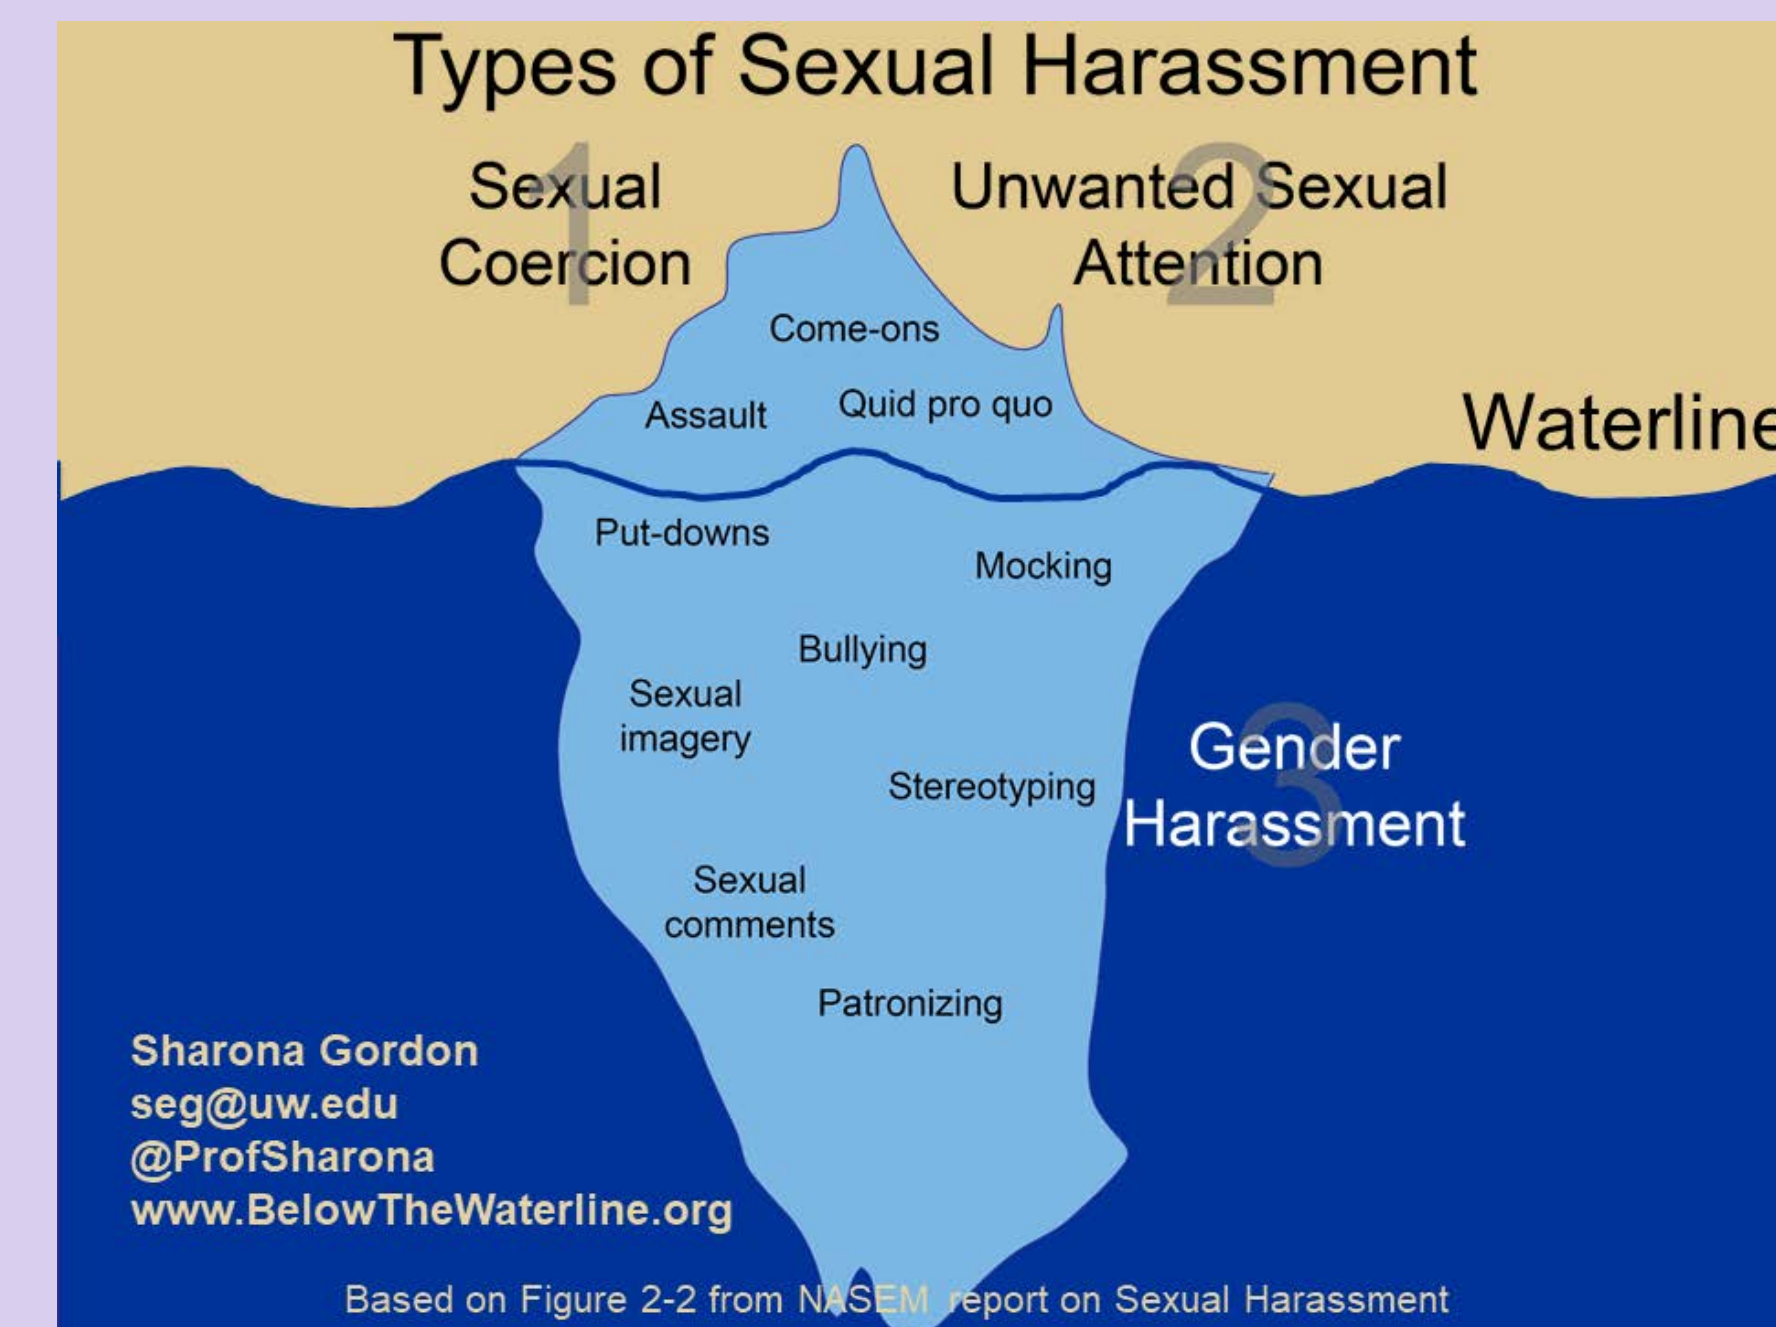 Types of Sexual Harassment
1
Sexual
Coercion
2
Unwanted Sexual
Attention
Come-ons
Assault
Quid pro quo
Waterline
Put-downs
Mocking
Bullying
Sexual
imagery
Stereotyping
3
Gender
Harassment
Sexual
comments
Patronizing
Sharona Gordon
seg@uw.edu
@ProfSharona
www.BelowTheWaterline.org
Based on Figure 2-2 from NASEM report on Sexual Harassment